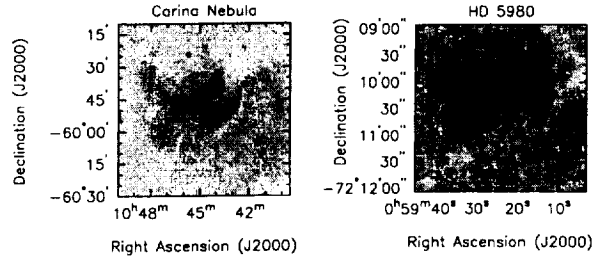 Carina Nebula
Declination (J2000)
15'
30'
45'
-60°00'
15'
-60°30'
10ʰ48ᵐ 45ᵐ 42ᵐ
Right Ascension (J2000)
HD 5980
Declination (J2000)
09'00"
30"
10'00"
30"
11'00"
30"
-72°12'00"
0ʰ59ᵐ40ˢ 30ˢ 20ˢ 10ˢ
Right Ascension (J2000)